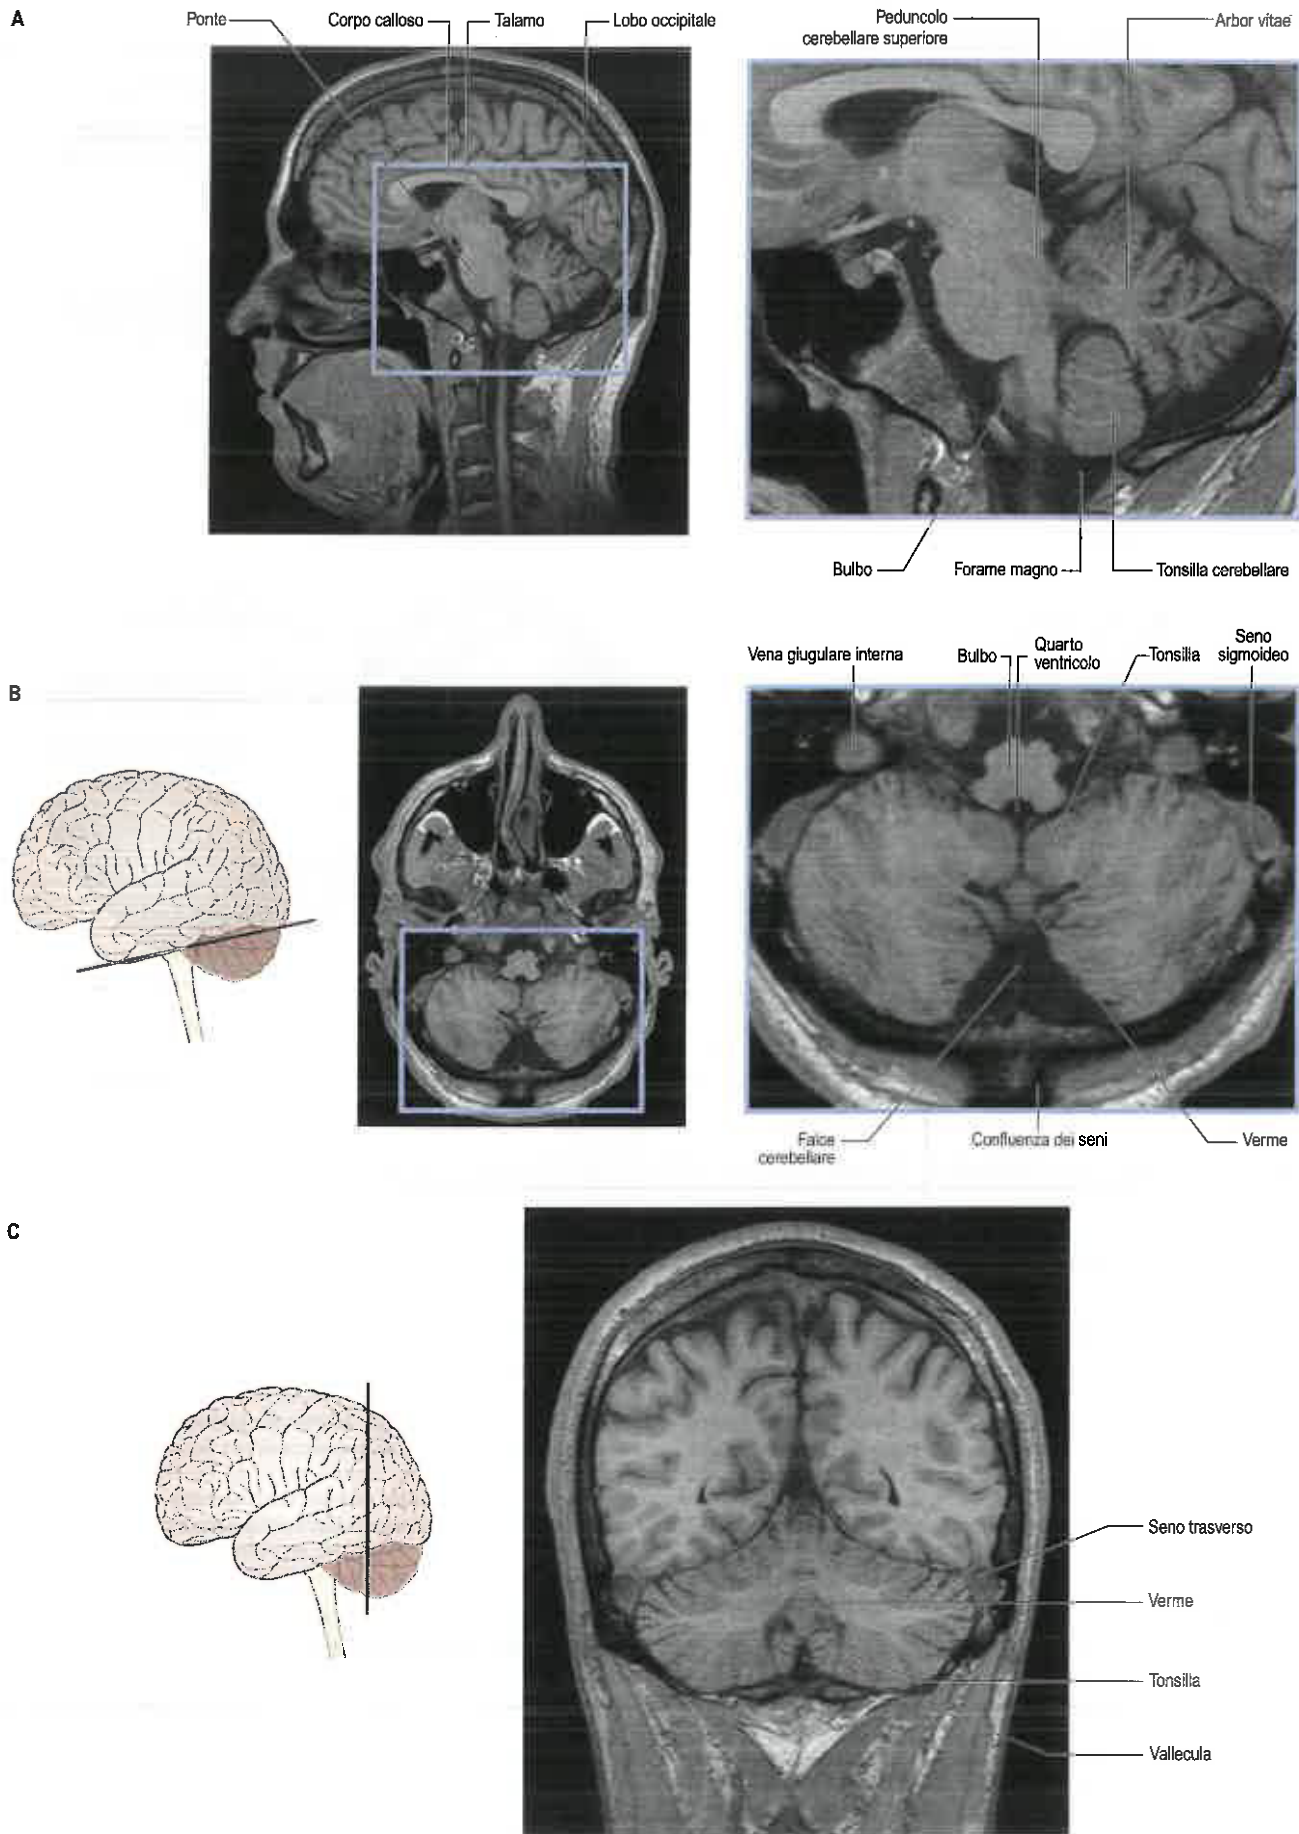 A
Ponte
Corpo calloso
Talamo
Lobo occipitale
Peduncolo
cerebellare superiore
Arbor vitae
Bulbo
Forame magno
Tonsilla cerebellare
B
Vena giugulare interna
Bulbo
Quarto
ventricolo
Tonsilla
Seno
sigmoideo
Falce
cerebellare
Confluenza dei seni
Verme
C
Seno trasverso
Verme
Tonsilla
Vallecula